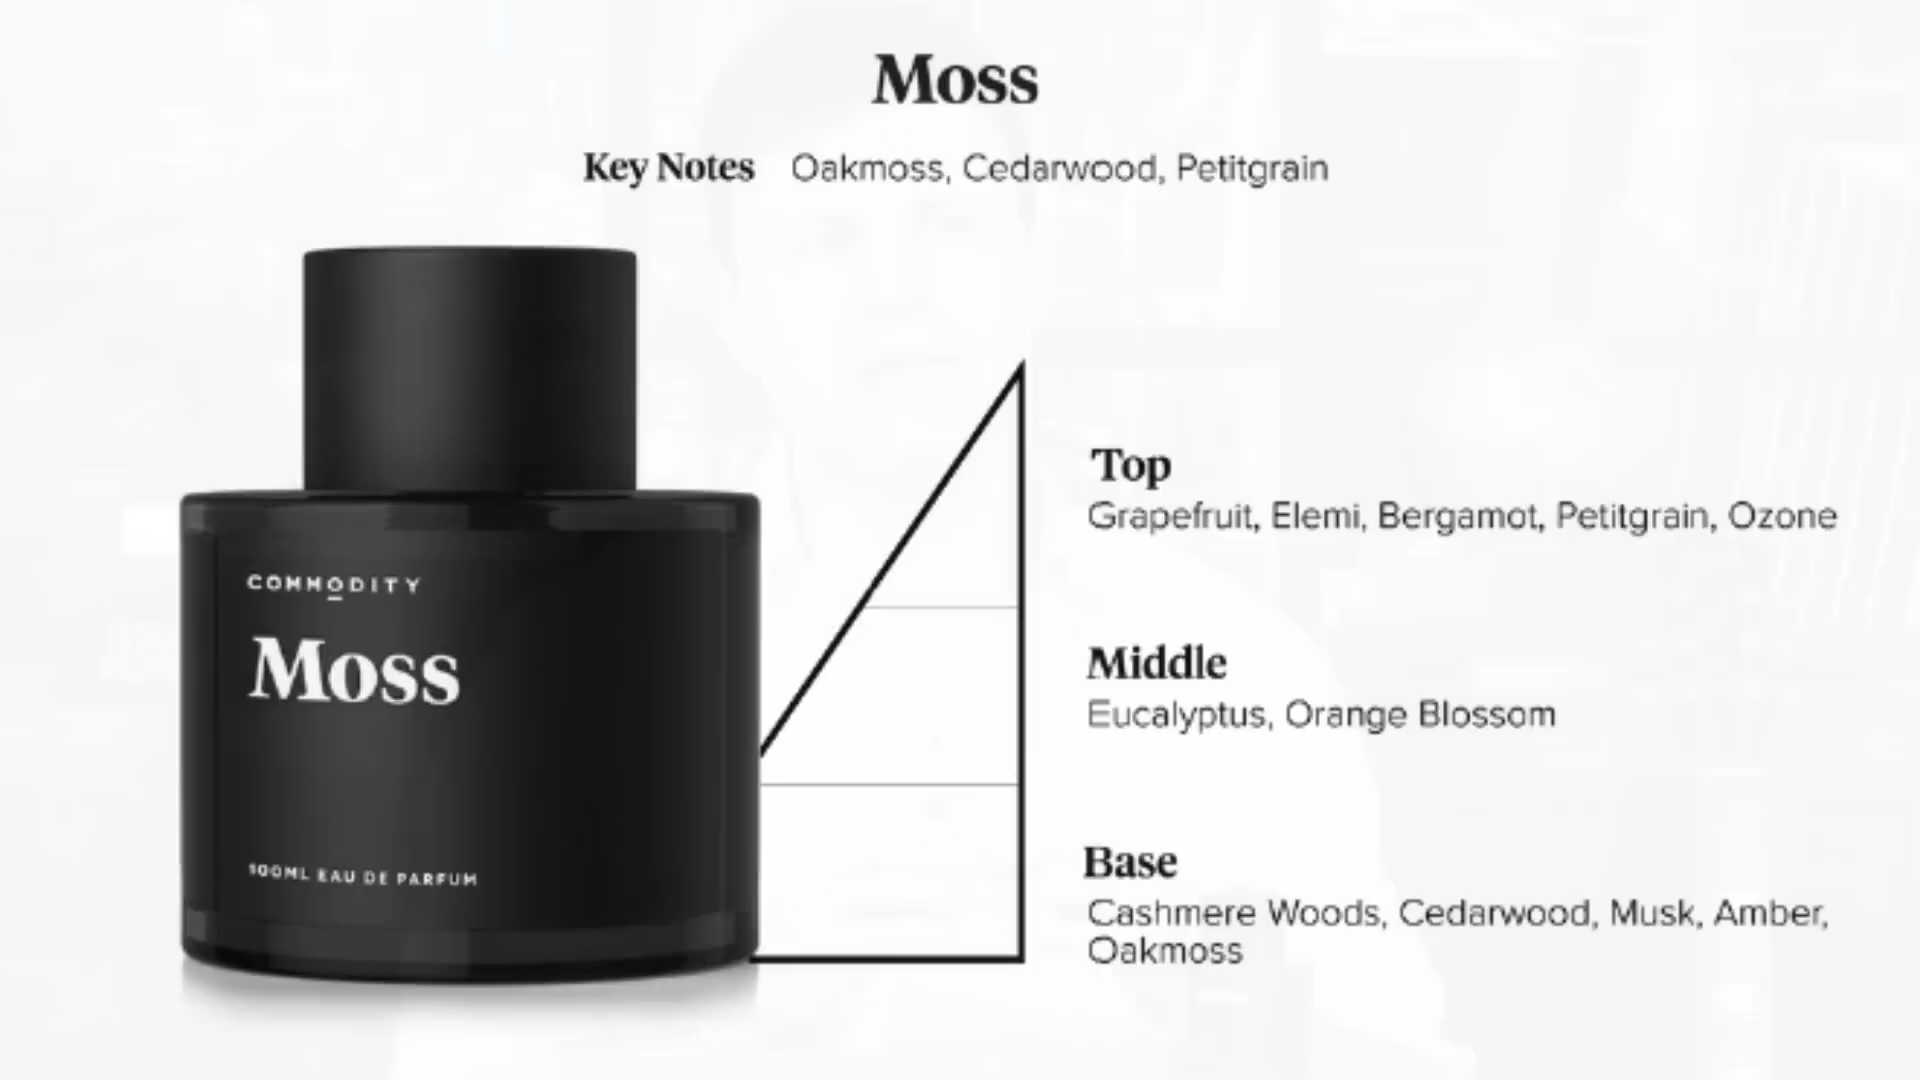 Moss
Key Notes Oakmoss, Cedarwood, Petitgrain
COMMODITY
Moss
100ML EAU DE PARFUM
Top
Grapefruit, Elemi, Bergamot, Petitgrain, Ozone
Middle
Eucalyptus, Orange Blossom
Base
Cashmere Woods, Cedarwood, Musk, Amber,
Oakmoss